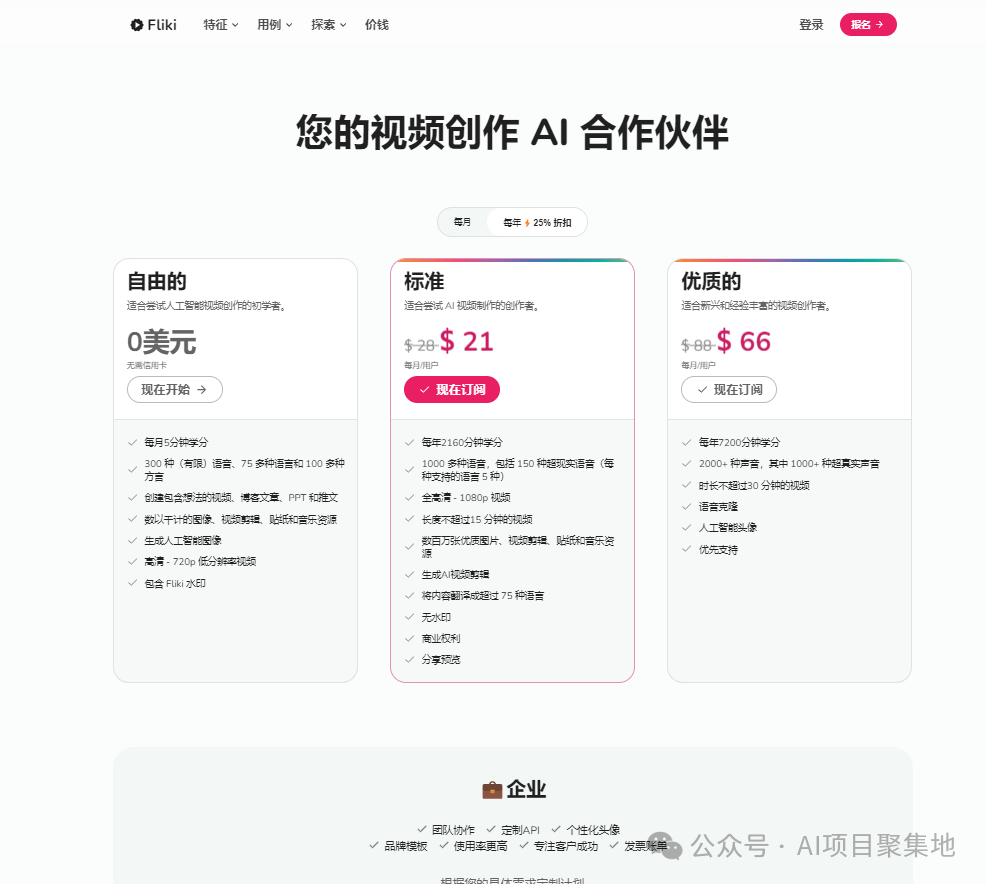 Fliki 特征 用例 探索 价钱 登录 报名 →
您的视频创作 AI 合作伙伴
每月 每年 25% 折扣
自由的
适合尝试人工智能视频创作的初学者。
0美元
无需信用卡
现在开始 →
每月5分钟学分
300 种（有限）语音、75 多种语言和 100 多种
方言
创建包含想法的视频、博客文章、PPT 和推文
数以千计的图像、视频剪辑、贴纸和音乐资源
生成人工智能图像
高清 - 720p 低分辨率视频
包含 Fliki 水印
标准
适合尝试 AI 视频制作的创作者。
$ 28 $ 21
每月/用户
现在订阅
每年2160分钟学分
1000 多种语音，包括 150 种超现实语音（每
种支持的语言 5 种）
全高清 - 1080p 视频
长度不超过15 分钟的视频
数百万张优质图片、视频剪辑、贴纸和音乐资
源
生成AI视频剪辑
将内容翻译成超过 75 种语言
无水印
商业权利
分享预览
优质的
适合新兴和经验丰富的视频创作者。
$ 88 $ 66
每月/用户
现在订阅
每年7200分钟学分
2000+ 种声音，其中 1000+ 种超真实声音
时长不超过30 分钟的视频
语音克隆
人工智能头像
优先支持
企业
团队协作 定制API 个性化头像
品牌模板 使用率更高 专注客户成功 发票账单
根据您的具体需求定制计划
公众号 · AI项目聚集地